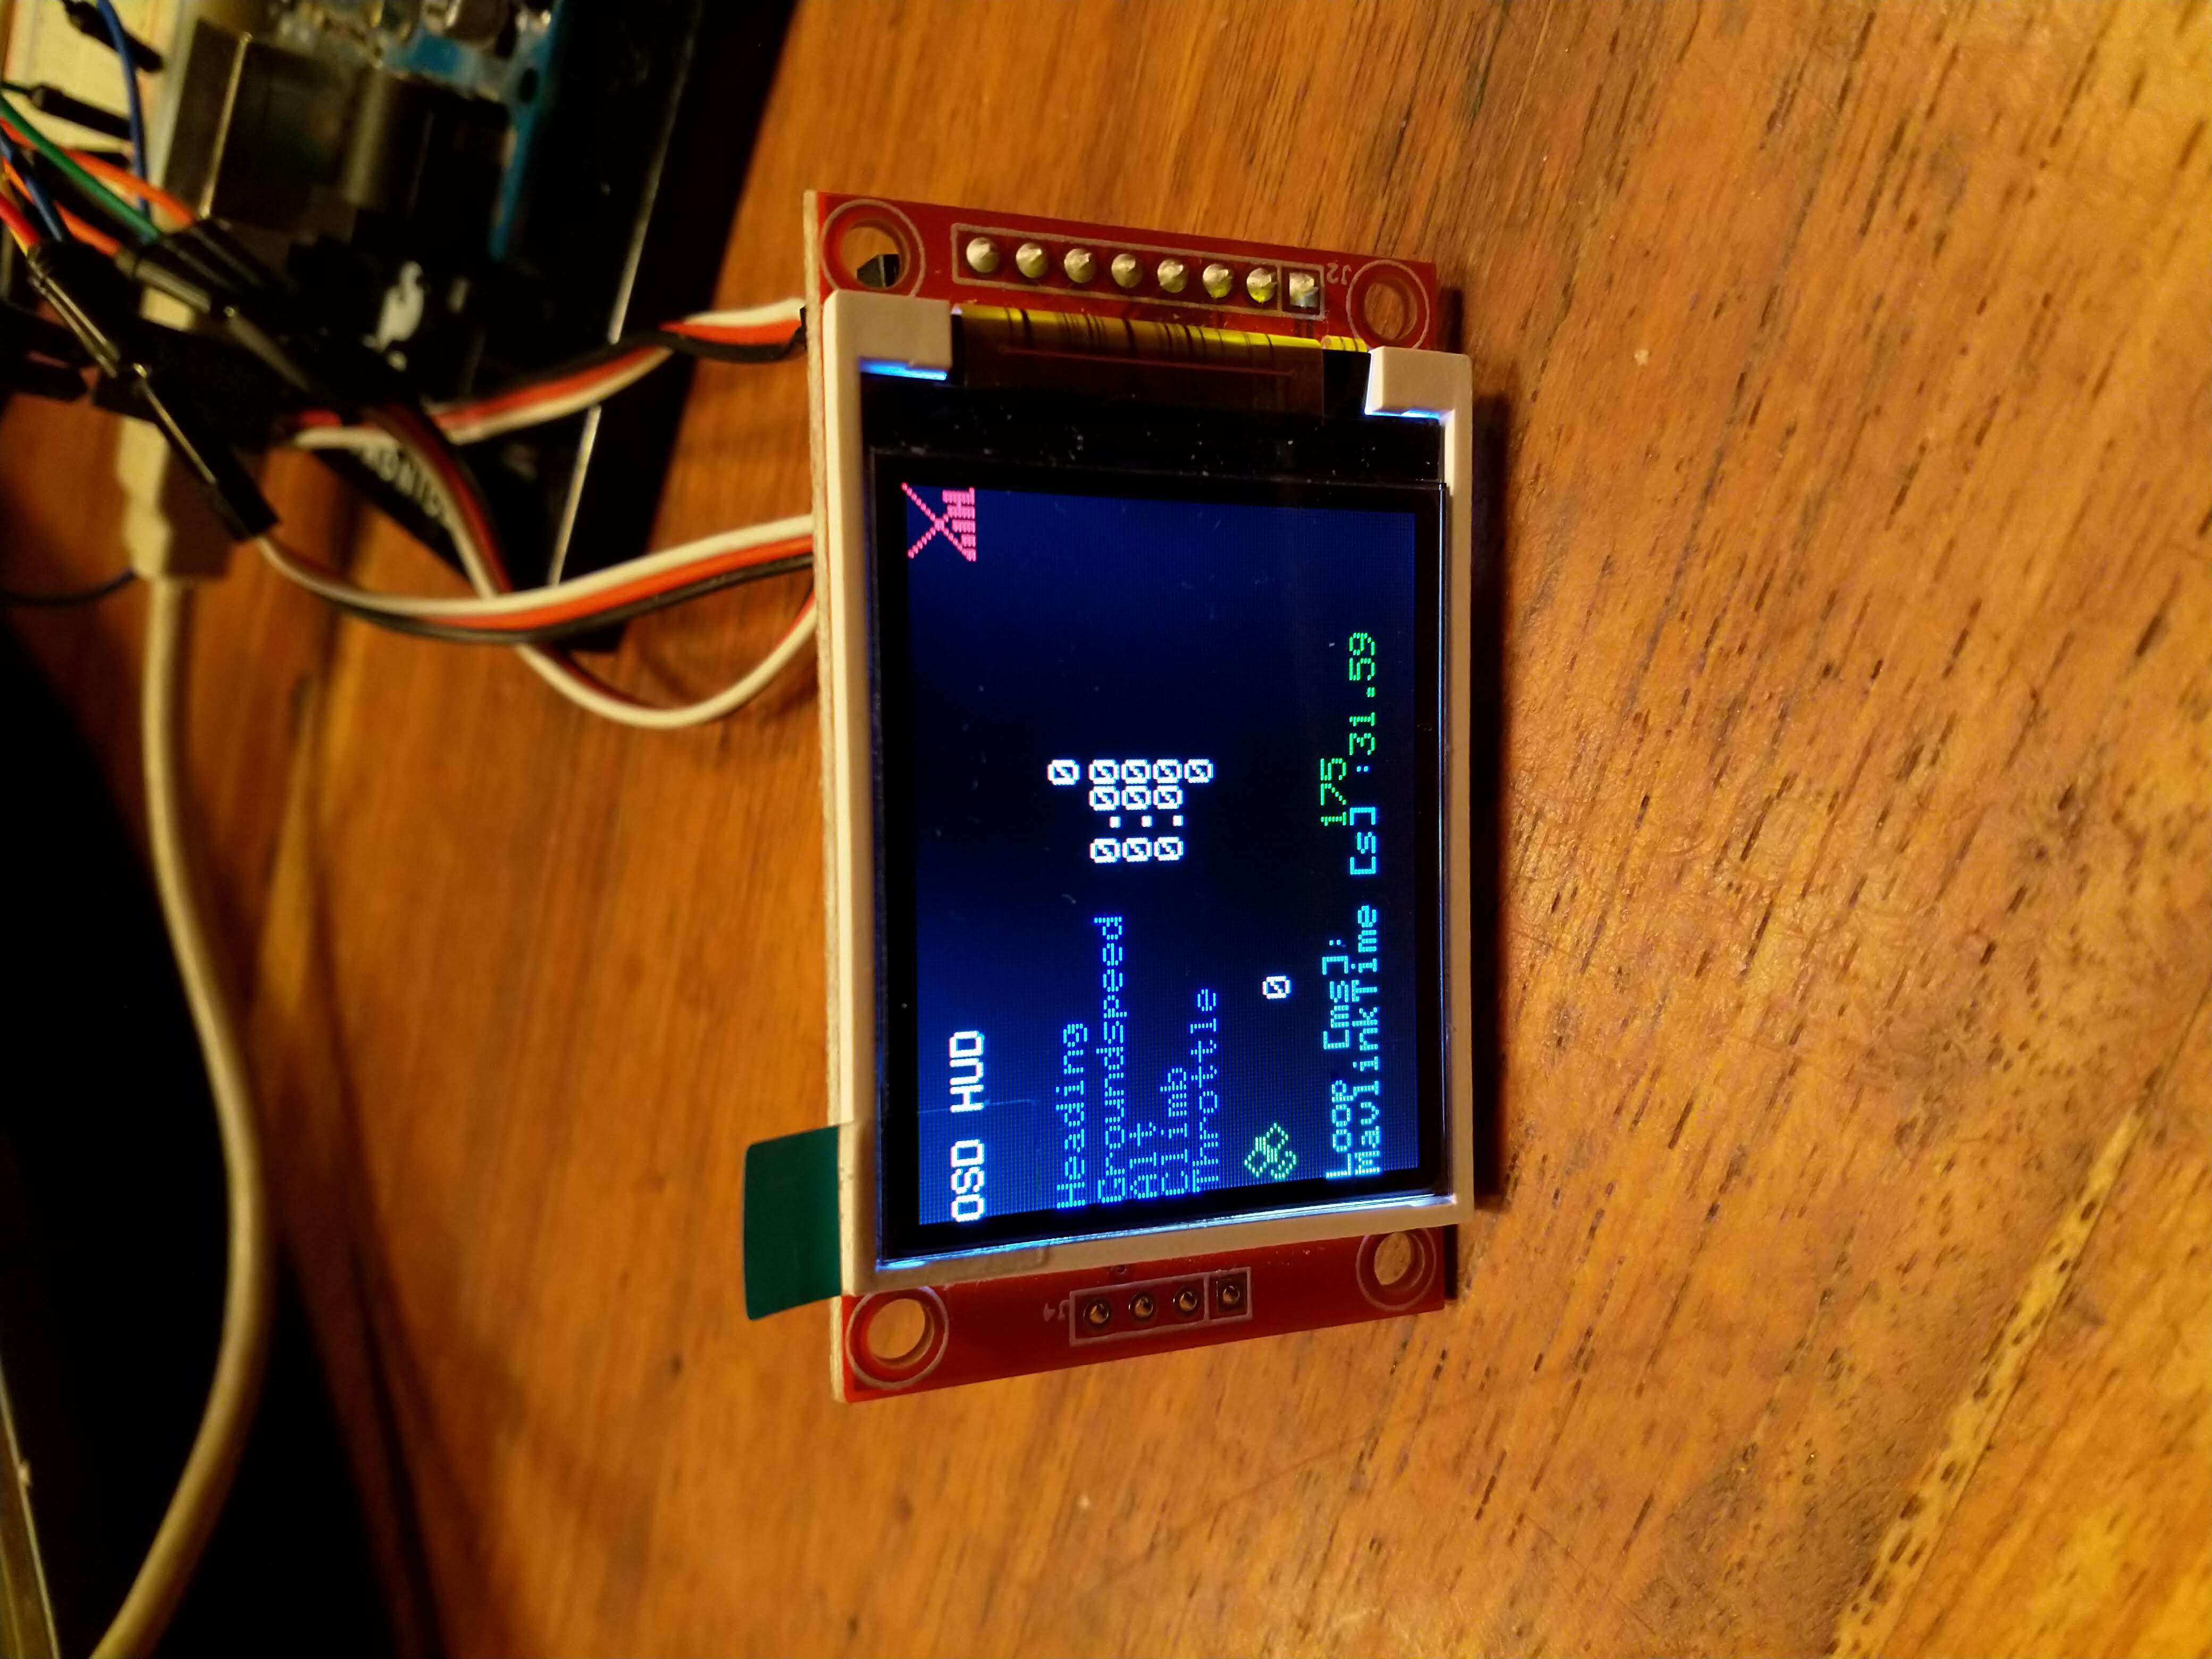 OSD HUD
Heading 0
Groundspeed 0.00
Alt 0.00
Climb 0.00
Throttle 0
0
Loop [ms]: 175
MavlinkTime [s] :31.59
J4
J2